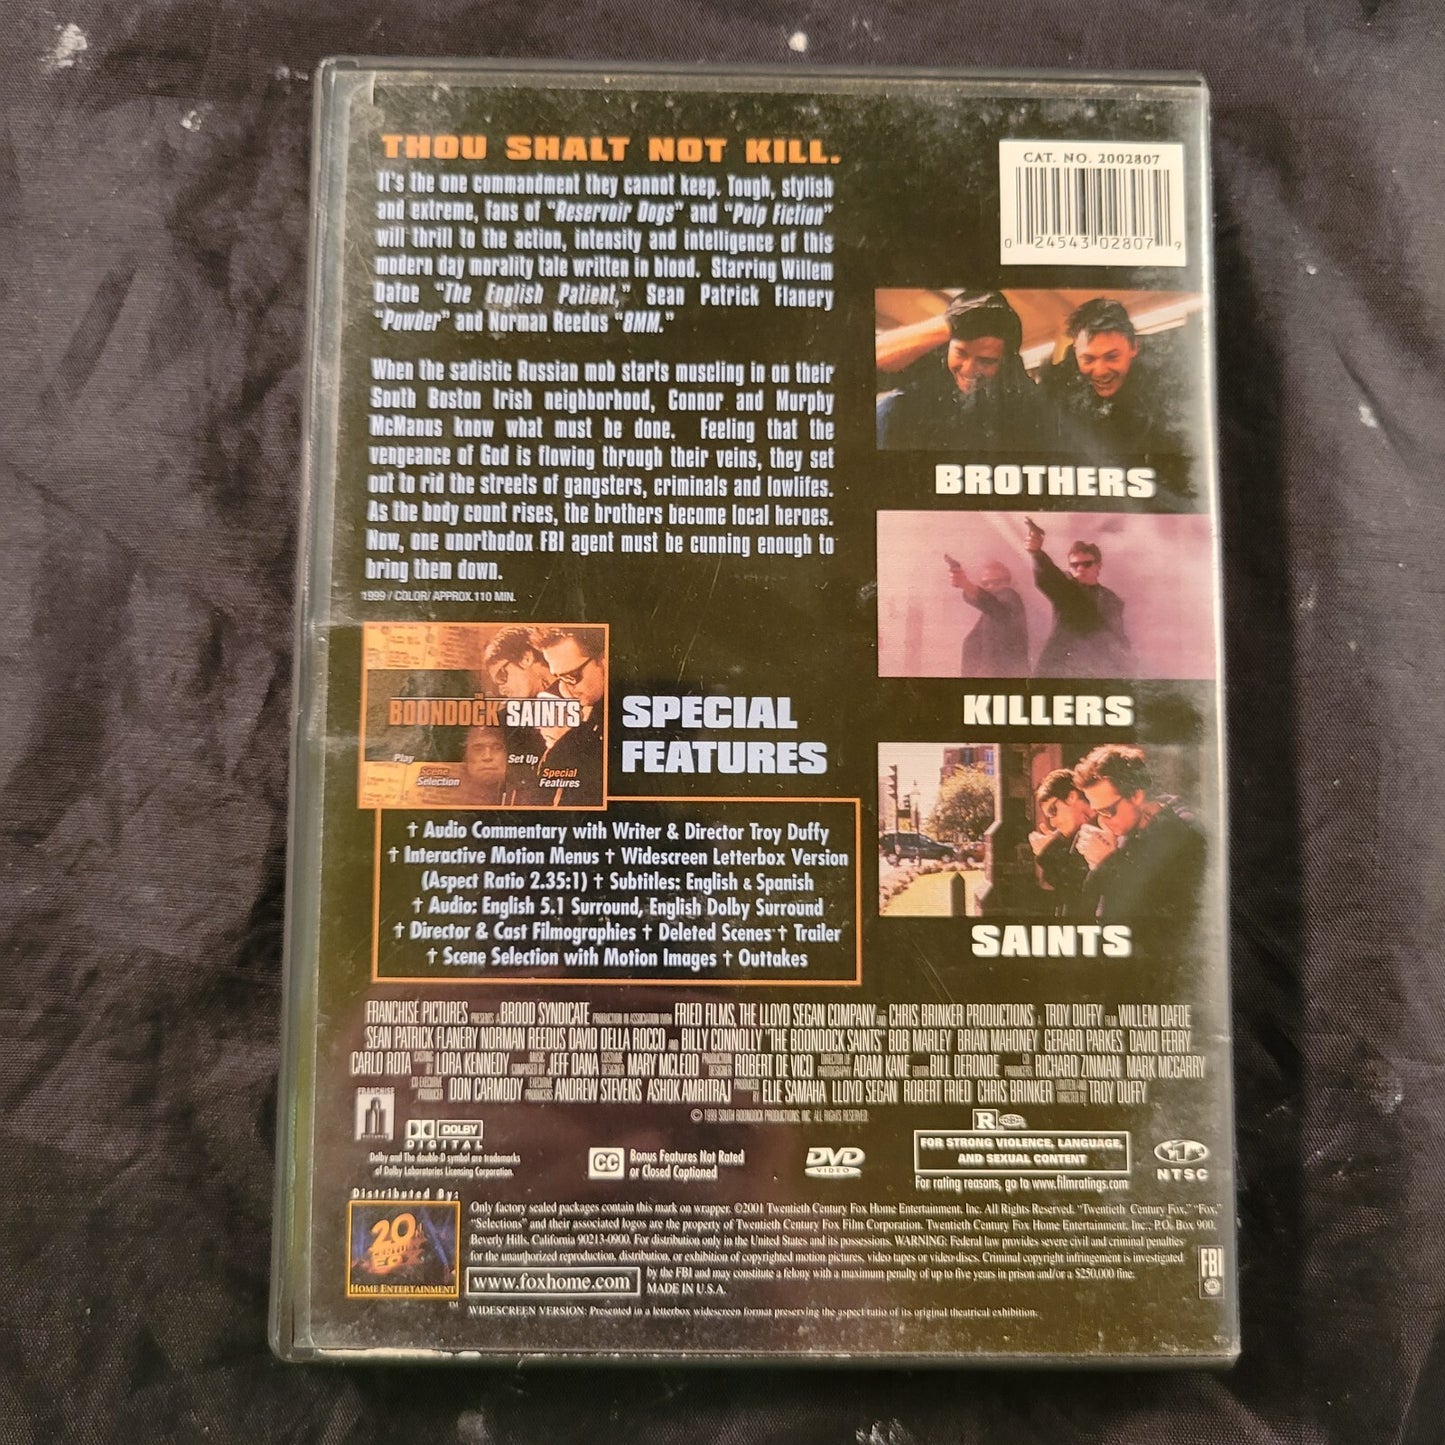 THOU SHALT NOT KILL.
It's the one commandment they cannot keep. Tough, stylish
and extreme, fans of "Reservoir Dogs" and "Pulp Fiction"
will thrill to the action, intensity and intelligence of this
modern day morality tale written in blood. Starring Willem
Dafoe "The English Patient," Sean Patrick Flanery
"Powder" and Norman Reedus "8MM."
When the sadistic Russian mob starts muscling in on their
South Boston Irish neighborhood, Connor and Murphy
McManus know what must be done. Feeling that the
vengeance of God is flowing through their veins, they set
out to rid the streets of gangsters, criminals and lowlifes.
As the body count rises, the brothers become local heroes.
Now, one unorthodox FBI agent must be cunning enough to
bring them down.
1999 / COLOR/ APPROX.110 MIN.
CAT. NO. 2002807
0 24543 02807 9
BROTHERS
KILLERS
SAINTS
THE
BOONDOCK SAINTS
Play
Scene
Selection
Set Up
Special
Features
SPECIAL
FEATURES
† Audio Commentary with Writer & Director Troy Duffy
† Interactive Motion Menus † Widescreen Letterbox Version
(Aspect Ratio 2.35:1) † Subtitles: English & Spanish
† Audio: English 5.1 Surround, English Dolby Surround
† Director & Cast Filmographies † Deleted Scenes † Trailer
† Scene Selection with Motion Images † Outtakes
FRANCHISE PICTURES PRESENTS A BROOD SYNDICATE PRODUCTION IN ASSOCIATION WITH FRIED FILMS, THE LLOYD SEGAN COMPANY AND CHRIS BRINKER PRODUCTIONS A TROY DUFFY FILM WILLEM DAFOE
SEAN PATRICK FLANERY NORMAN REEDUS DAVID DELLA ROCCO AND BILLY CONNOLLY "THE BOONDOCK SAINTS" BOB MARLEY BRIAN MAHONEY GERARD PARKES DAVID FERRY
CARLO ROTA CASTING BY LORA KENNEDY MUSIC COMPOSED BY JEFF DANA COSTUME DESIGNS MARY MCLEOD PRODUCTION DESIGNS ROBERT DE VICO DIRECTOR OF PHOTOGRAPHY ADAM KANE EDITOR BILL DERONDE CO PRODUCERS RICHARD ZINMAN MARK MCGARRY
CO EXECUTIVE PRODUCER DON CARMODY EXECUTIVE PRODUCERS ANDREW STEVENS ASHOK AMRITRAJ PRODUCED BY ELIE SAMAHA LLOYD SEGAN ROBERT FRIED CHRIS BRINKER WRITTEN AND DIRECTED BY TROY DUFFY
© 1999 SOUTH BOONDOCK PRODUCTIONS, INC. ALL RIGHTS RESERVED.
FRANCHISE
PICTURES
DOLBY
DIGITAL
Dolby and The double-D symbol are trademarks
of Dolby Laboratories Licensing Corporation.
CC
Bonus Features Not Rated
or Closed Captioned
DVD
VIDEO
R
FOR STRONG VIOLENCE, LANGUAGE,
AND SEXUAL CONTENT
For rating reasons, go to www.filmratings.com
NTSC
Distributed By:
20th
CENTURY
FOX
HOME ENTERTAINMENT
TM
Only factory sealed packages contain this mark on wrapper. ©2001 Twentieth Century Fox Home Entertainment, Inc. All Rights Reserved. "Twentieth Century Fox," "Fox,"
"Selections" and their associated logos are the property of Twentieth Century Fox Film Corporation. Twentieth Century Fox Home Entertainment, Inc., P.O. Box 900,
Beverly Hills, California 90213-0900. For distribution only in the United States and its possessions. WARNING: Federal law provides severe civil and criminal penalties
for the unauthorized reproduction, distribution, or exhibition of copyrighted motion pictures, video tapes or video discs. Criminal copyright infringement is investigated
www.foxhome.com
by the FBI and may constitute a felony with a maximum penalty of up to five years in prison and/or a $250,000 fine.
MADE IN U.S.A.
FBI
WIDESCREEN VERSION: Presented in a letterbox widescreen format preserving the aspect ratio of its original theatrical exhibition.